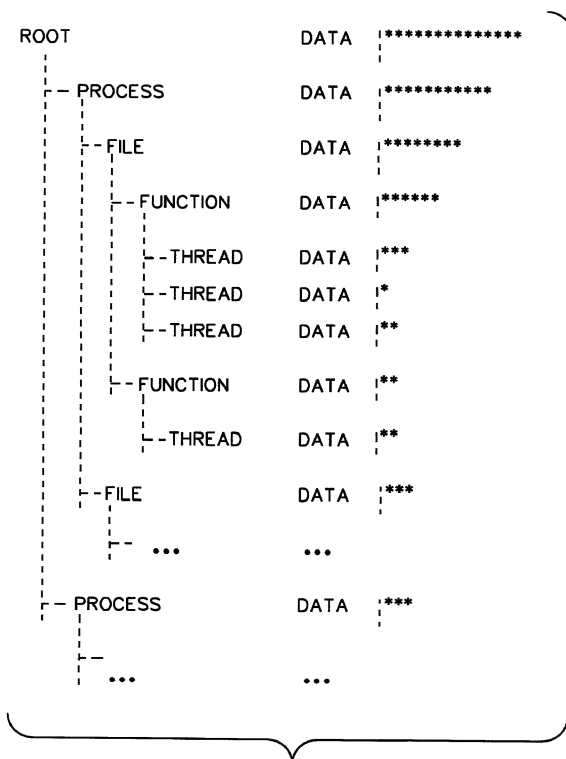 ROOT DATA **************
PROCESS DATA ***********
FILE DATA ********
FUNCTION DATA ******
THREAD DATA ***
THREAD DATA *
THREAD DATA **
FUNCTION DATA **
THREAD DATA **
FILE DATA ***
... ...
PROCESS DATA ***
... ...